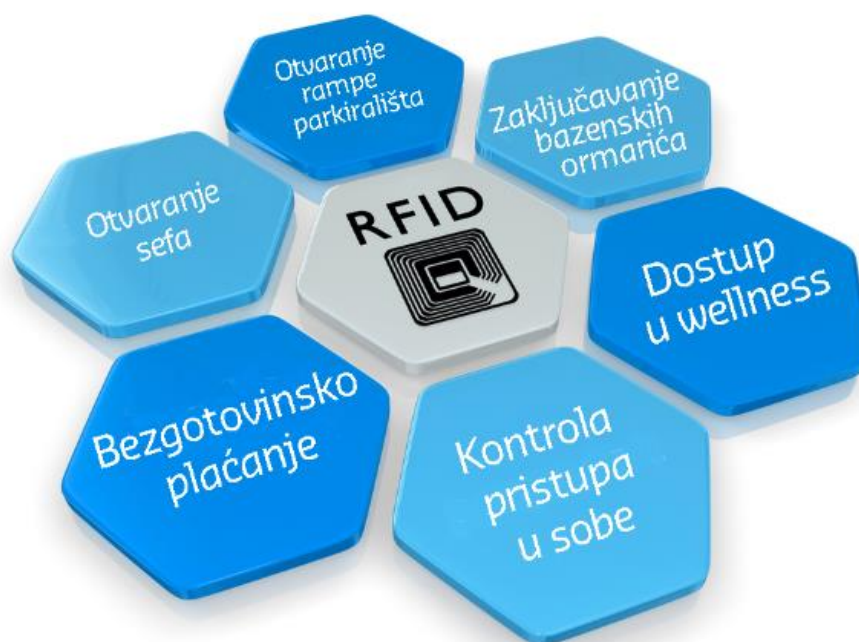 Otvaranje
rampe
parkirališta
Zaključavanje
bazenskih
ormarića
Otvaranje
sefa
RFID
Dostup
u wellness
Bezgotovinsko
plaćanje
Kontrola
pristupa
u sobe